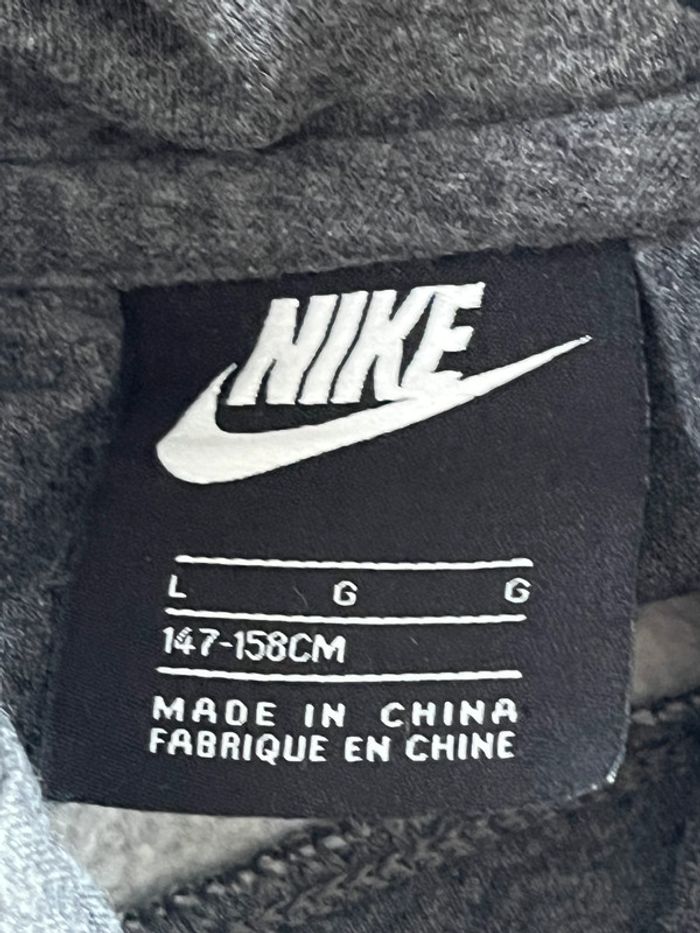 NIKE
L G G
147-158CM
MADE IN CHINA
FABRIQUE EN CHINE